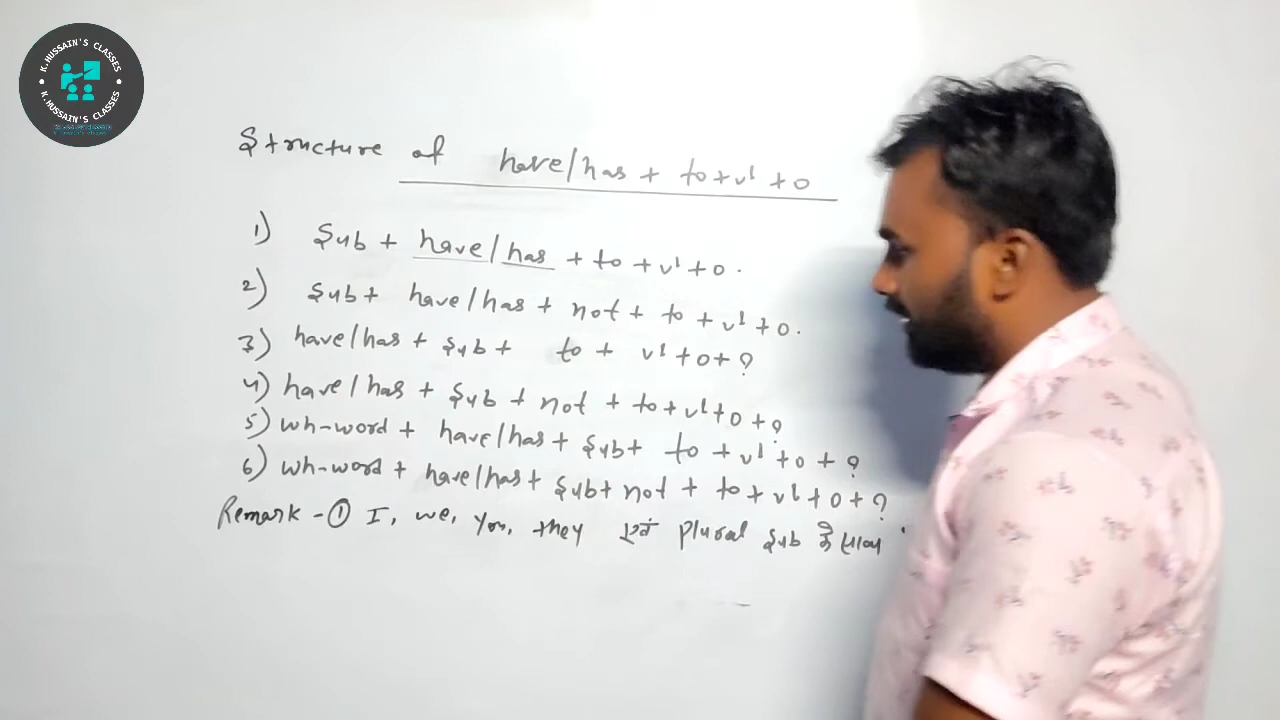 K.HUSSAIN'S CLASSES
K.HUSSAIN'S CLASSES
Structure of have/has + to+v¹ +o
1) Sub + have/has + to +v¹+o.
2) Sub+ have/has + not + to + v¹ +o.
3) have/has + sub + to + v¹+o+?
4) have/has + sub + not + to+v¹+o +?
5) wh-word + have/has+ sub+ to +v¹ +o +?
6) wh-word + have/has+ sub+ not + to +v¹+o+?
Remark - ① I, we, You, they एवं plural sub के साथ